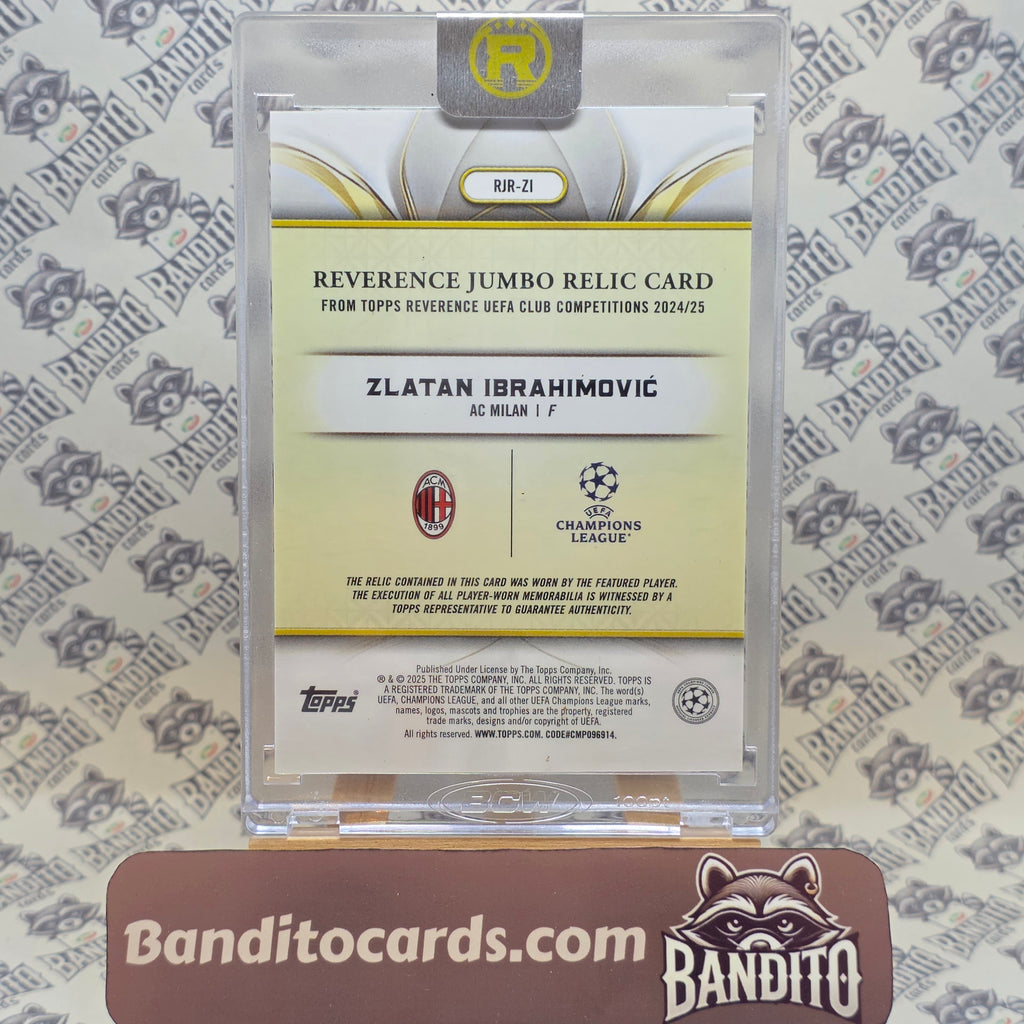 R
RJR-ZI
REVERENCE JUMBO RELIC CARD
FROM TOPPS REVERENCE UEFA CLUB COMPETITIONS 2024/25
ZLATAN IBRAHIMOVIĆ
AC MILAN | F
ACM
1899
UEFA
CHAMPIONS
LEAGUE®
THE RELIC CONTAINED IN THIS CARD WAS WORN BY THE FEATURED PLAYER.
THE EXECUTION OF ALL PLAYER-WORN MEMORABILIA IS WITNESSED BY A
TOPPS REPRESENTATIVE TO GUARANTEE AUTHENTICITY.
Topps®
Published Under License by The Topps Company, Inc.
® & © 2025 THE TOPPS COMPANY, INC. ALL RIGHTS RESERVED. TOPPS IS
A REGISTERED TRADEMARK OF THE TOPPS COMPANY, INC. The word(s)
UEFA, CHAMPIONS LEAGUE, and all other UEFA Champions League marks,
names, logos, mascots and trophies are the property, registered
trade marks, designs and/or copyright of UEFA.
All rights reserved. WWW.TOPPS.COM. CODE#CMP096914.
BCW 100pt
Banditocards.com
BANDITO
BANDITO
cards